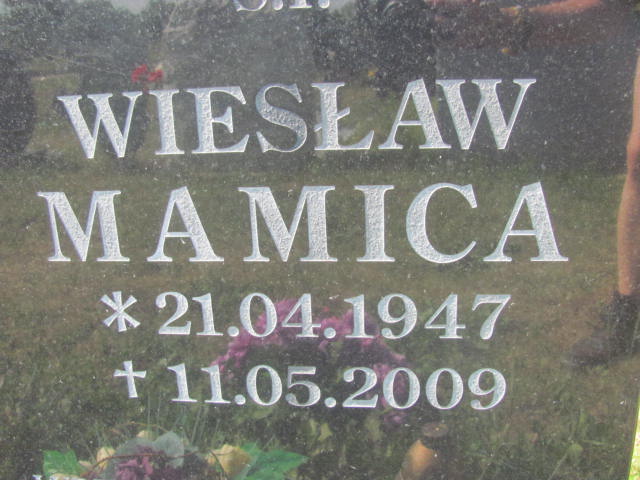 Ś.P.
WIESŁAW
MAMICA
* 21.04.1947
† 11.05.2009